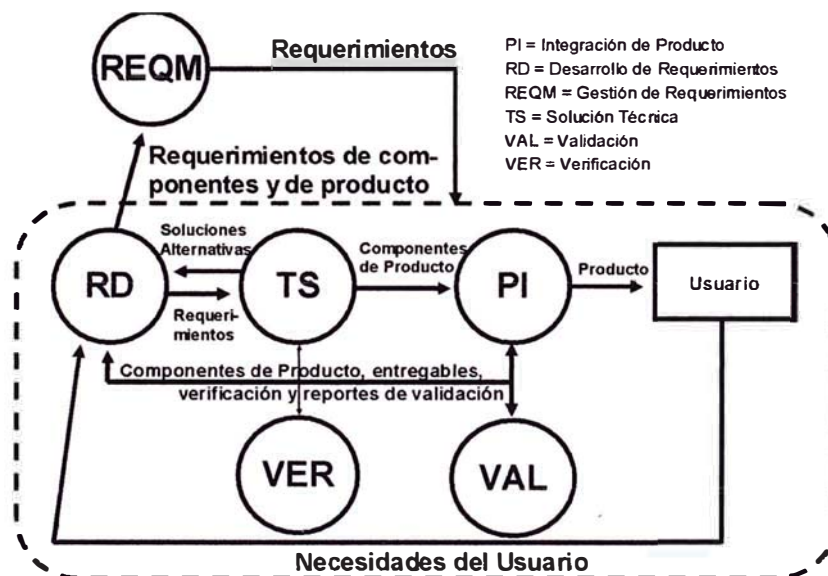 REQM
Requerimientos
PI = Integración de Producto
RD = Desarrollo de Requerimientos
REQM = Gestión de Requerimientos
TS = Solución Técnica
VAL = Validación
VER = Verificación
Requerimientos de com-
ponentes y de producto
RD
Soluciones
Alternativas
Requeri-
mientos
TS
Componentes
de Producto
PI
Producto
Usuario
Componentes de Producto, entregables,
verificación y reportes de validación
VER
VAL
Necesidades del Usuario